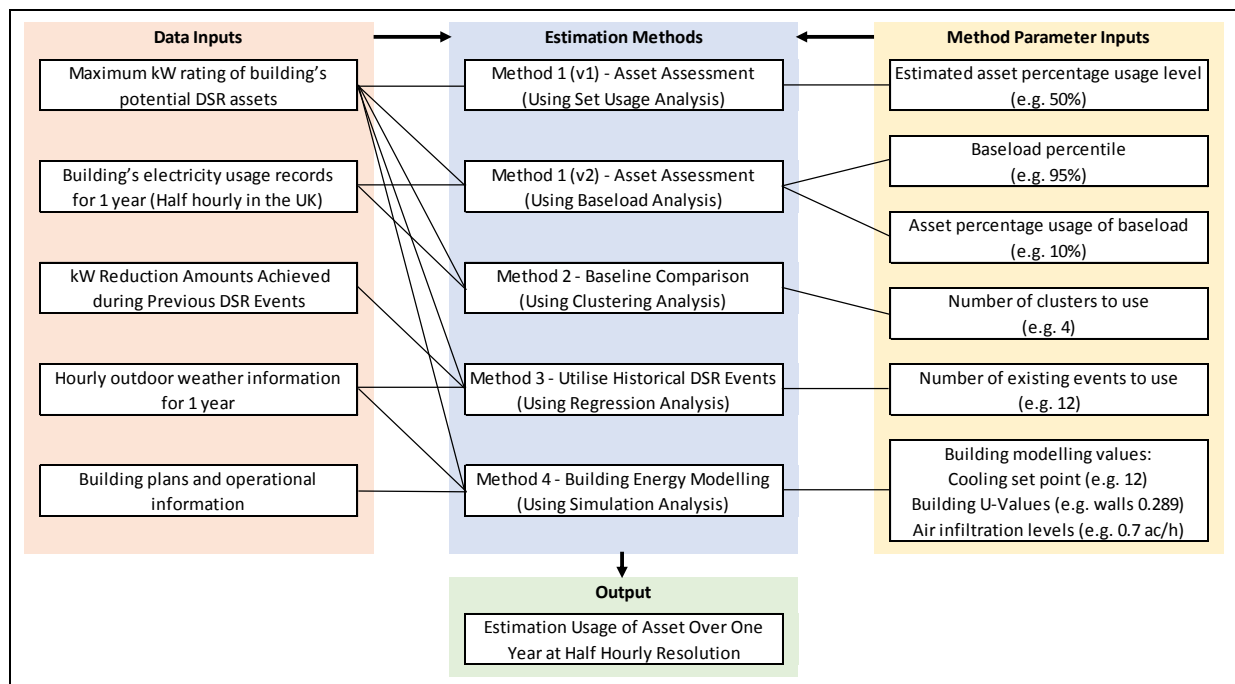 Data Inputs
Maximum kW rating of building's
potential DSR assets
Building's electricity usage records
for 1 year (Half hourly in the UK)
kW Reduction Amounts Achieved
during Previous DSR Events
Hourly outdoor weather information
for 1 year
Building plans and operational
information
Estimation Methods
Method 1 (v1) - Asset Assessment
(Using Set Usage Analysis)
Method 1 (v2) - Asset Assessment
(Using Baseload Analysis)
Method 2 - Baseline Comparison
(Using Clustering Analysis)
Method 3 - Utilise Historical DSR Events
(Using Regression Analysis)
Method 4 - Building Energy Modelling
(Using Simulation Analysis)
Method Parameter Inputs
Estimated asset percentage usage level
(e.g. 50%)
Baseload percentile
(e.g. 95%)
Asset percentage usage of baseload
(e.g. 10%)
Number of clusters to use
(e.g. 4)
Number of existing events to use
(e.g. 12)
Building modelling values:
Cooling set point (e.g. 12)
Building U-Values (e.g. walls 0.289)
Air infiltration levels (e.g. 0.7 ac/h)
Output
Estimation Usage of Asset Over One
Year at Half Hourly Resolution